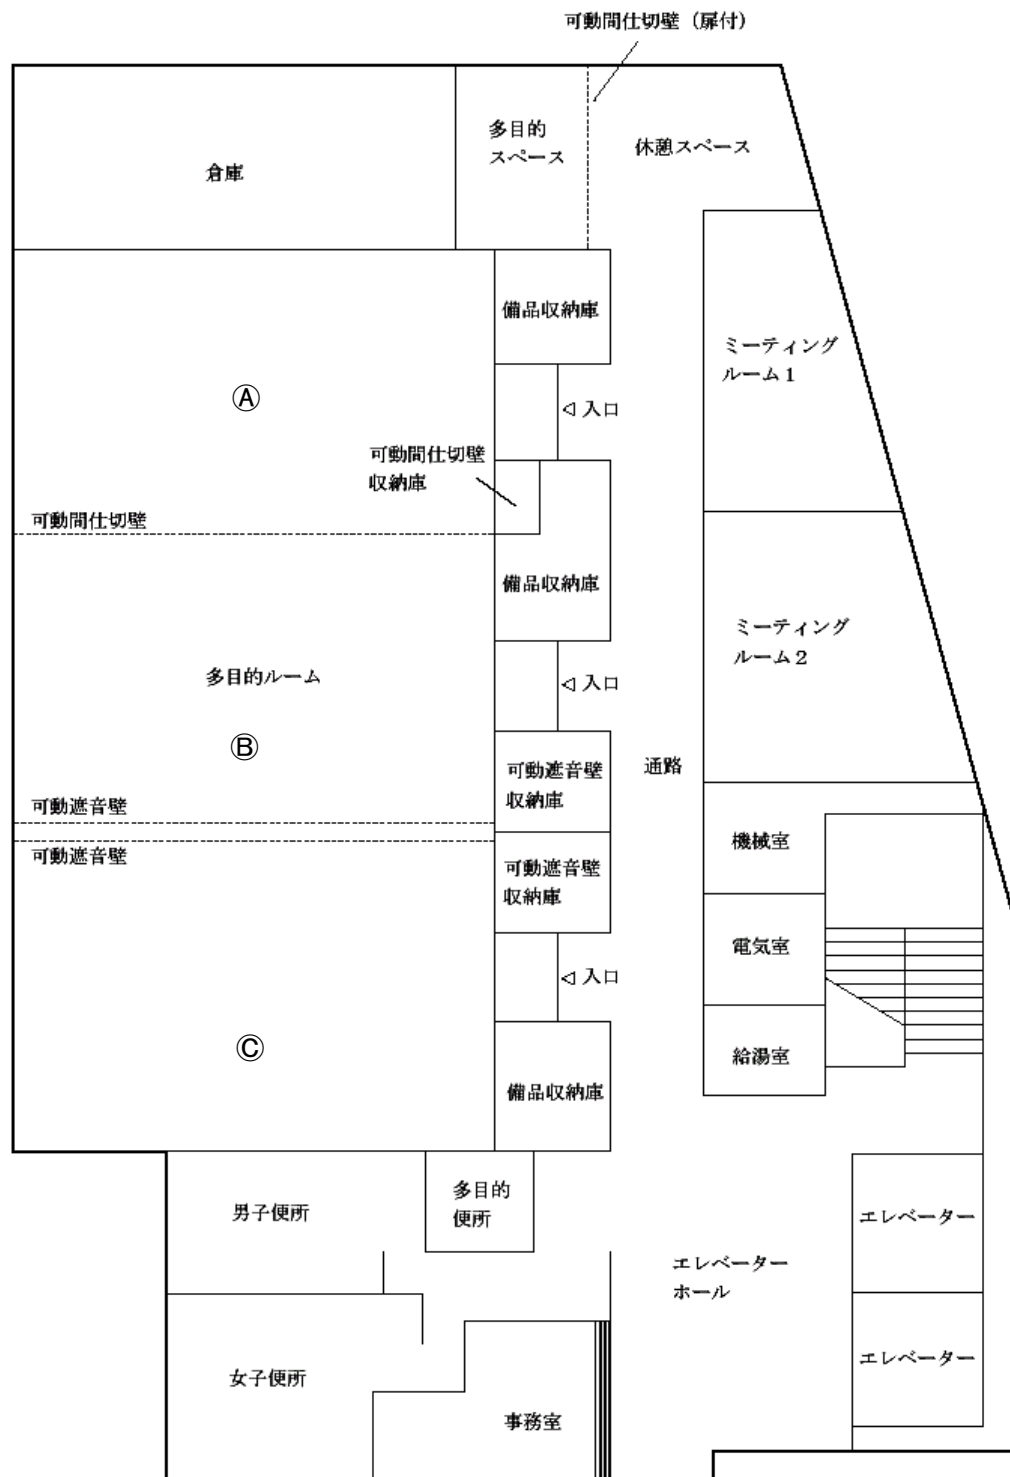 可動間仕切壁（扉付）
多目的
スペース
休憩スペース
倉庫
備品収納庫
ミーティング
ルーム１
Ⓐ
◁ 入口
可動間仕切壁
収納庫
可動間仕切壁
備品収納庫
ミーティング
ルーム２
多目的ルーム
◁ 入口
Ⓑ
可動遮音壁
収納庫
通路
可動遮音壁
可動遮音壁
機械室
可動遮音壁
収納庫
電気室
◁ 入口
Ⓒ
給湯室
備品収納庫
男子便所
多目的
便所
エレベーター
エレベーター
ホール
女子便所
エレベーター
事務室